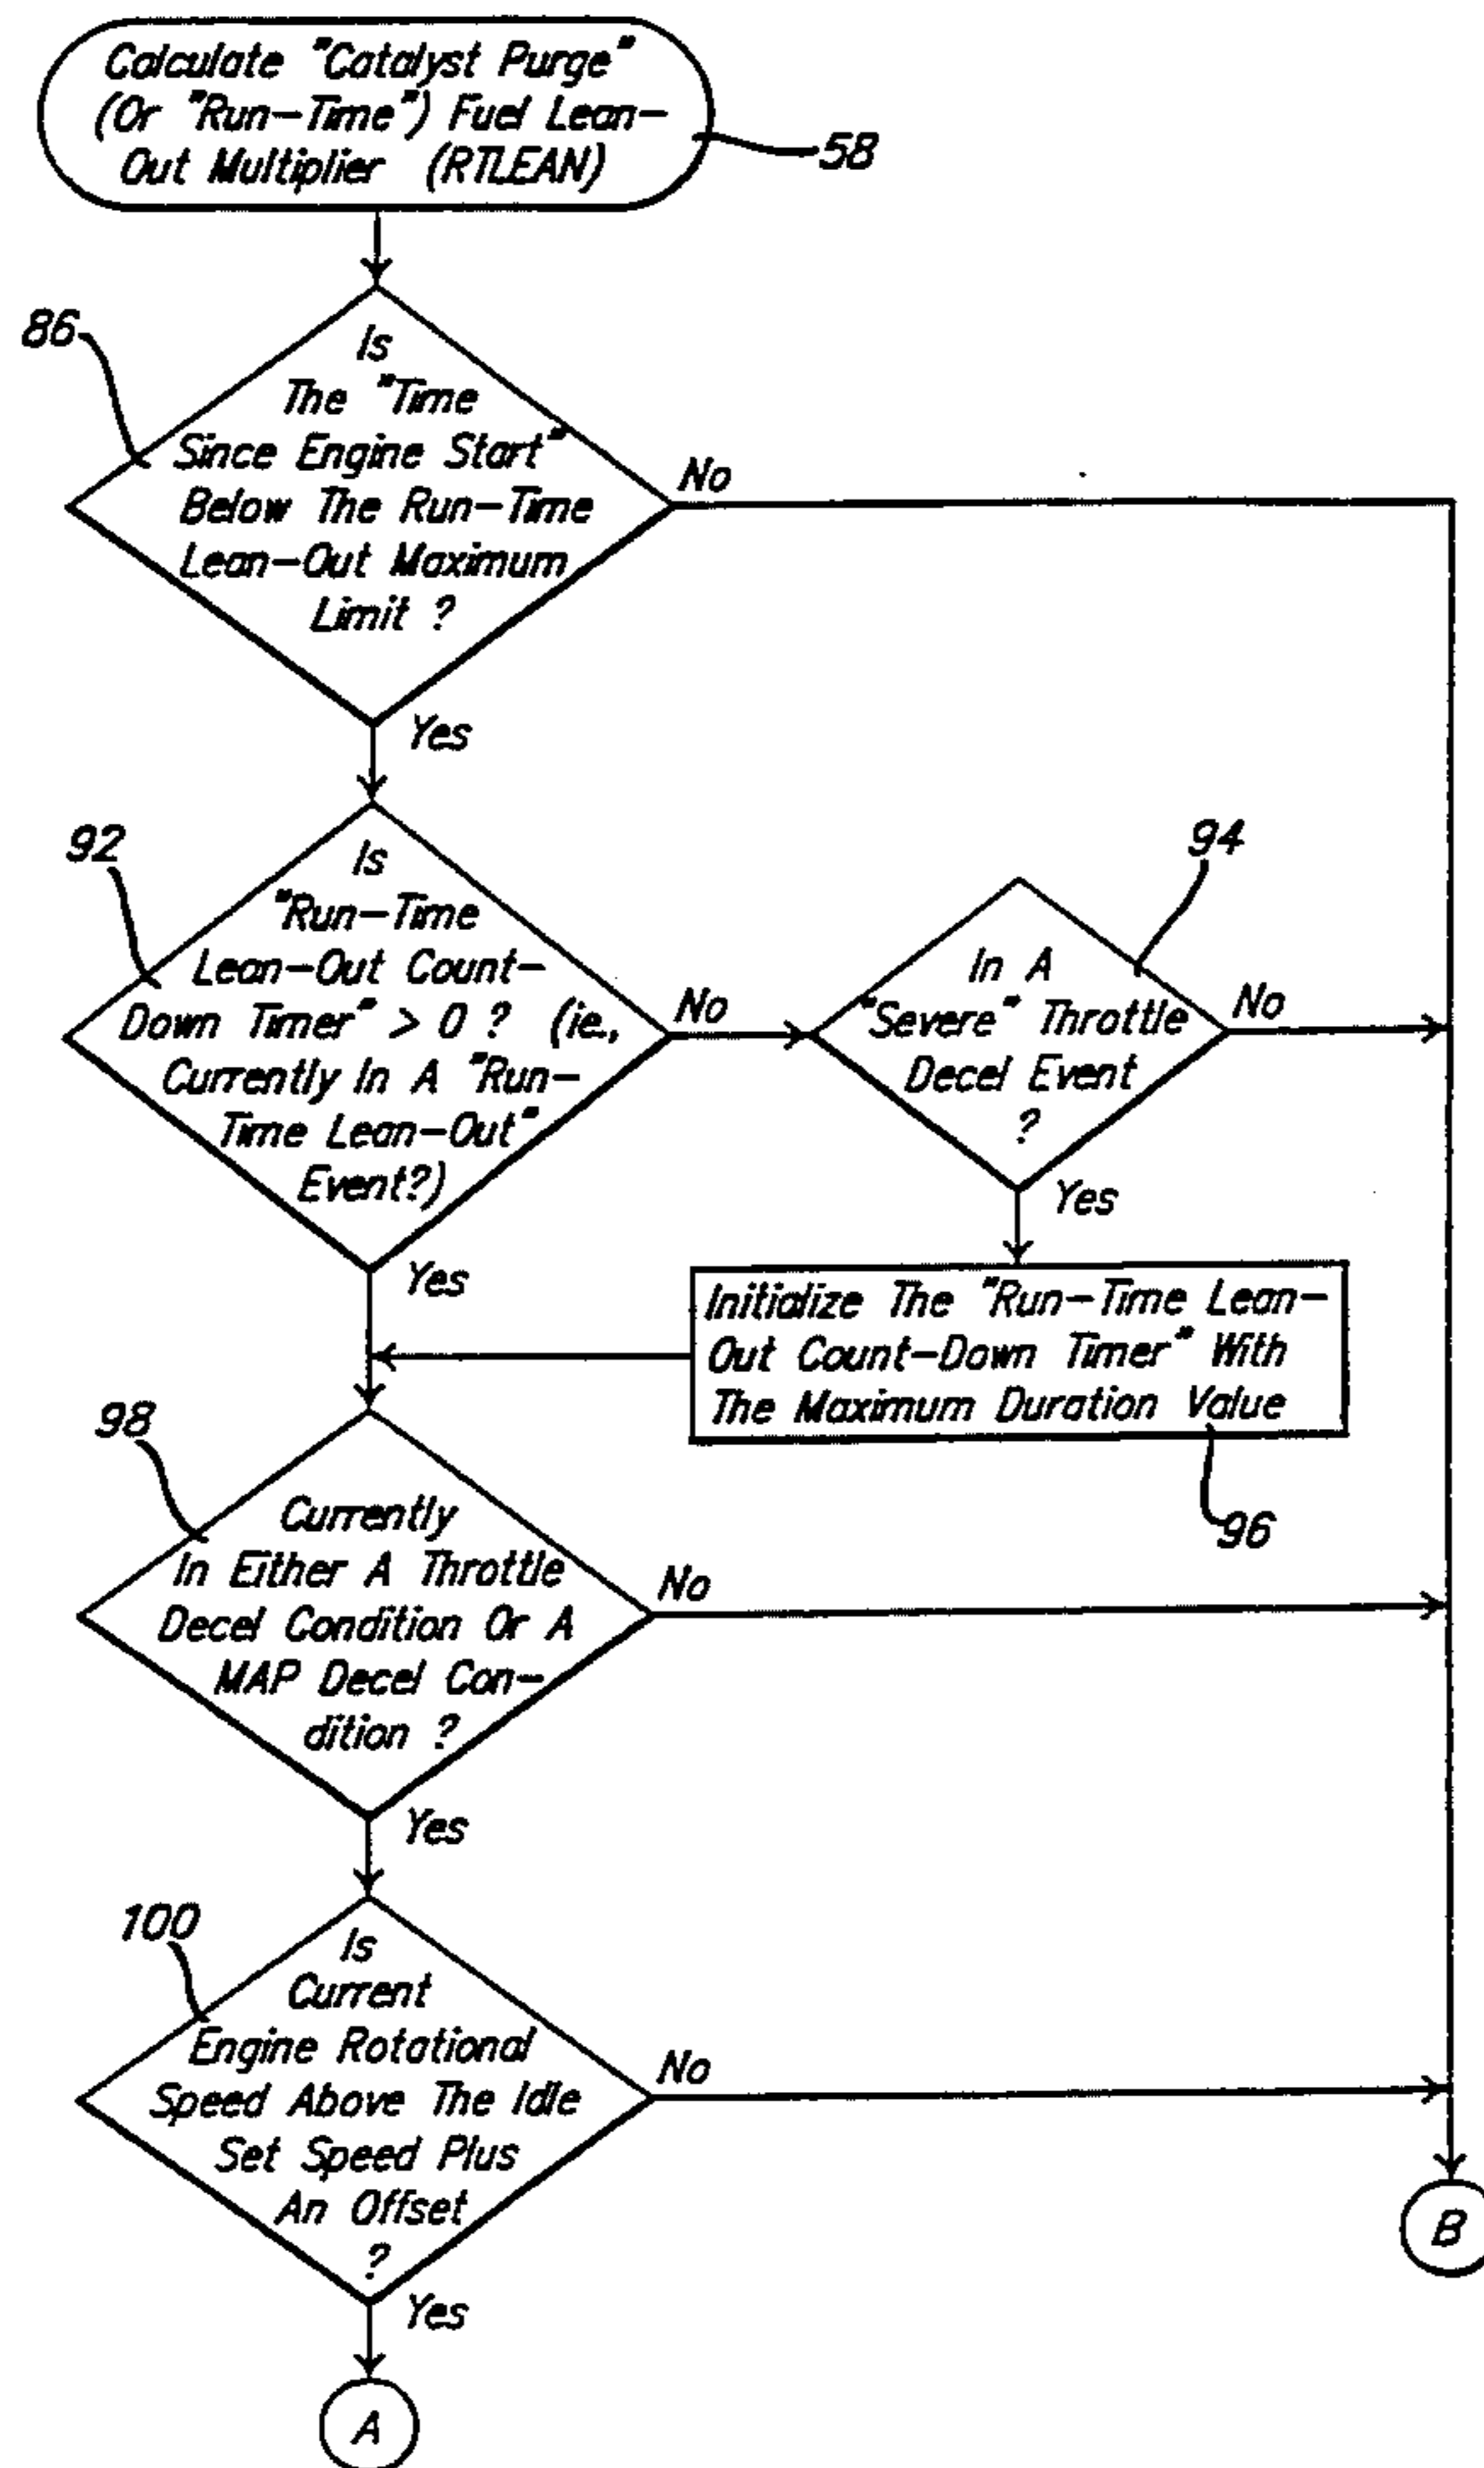 Calculate "Catalyst Purge"
(Or "Run-Time") Fuel Lean-
Out Multiplier (RTLEAN)
58
86
Is
The "Time
Since Engine Start"
Below The Run-Time
Lean-Out Maximum
Limit ?
No
Yes
92
Is
"Run-Time
Lean-Out Count-
Down Timer" > 0 ? (ie.,
Currently In A "Run-
Time Lean-Out"
Event?)
No
Yes
94
In A
"Severe" Throttle
Decel Event
?
No
Yes
Initialize The "Run-Time Lean-
Out Count-Down Timer" With
The Maximum Duration Value
96
98
Currently
In Either A Throttle
Decel Condition Or A
MAP Decel Con-
dition ?
No
Yes
100
Is
Current
Engine Rotational
Speed Above The Idle
Set Speed Plus
An Offset
?
No
Yes
B
A